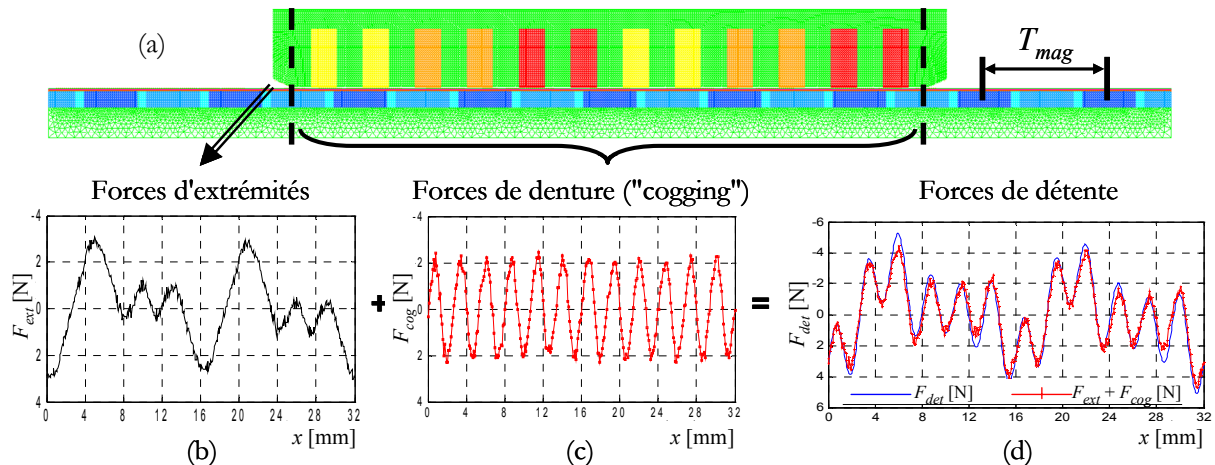 (a)
T_mag
Forces d'extrémités
Forces de denture ("cogging")
Forces de détente
-4
-2
0
2
4
F_ext [N]
0 4 8 12 16 20 24 28 32
x [mm]
(b)
+
-4
-2
0
2
4
F_cog [N]
0 4 8 12 16 20 24 28 32
x [mm]
(c)
=
-6
-4
-2
0
2
4
6
F_det [N]
F_det [N] F_ext + F_cog [N]
0 4 8 12 16 20 24 28 32
x [mm]
(d)